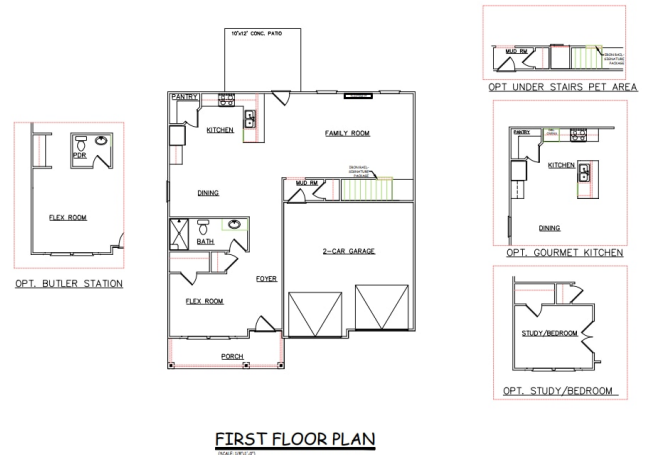 10'x12' CONC. PATIO
PANTRY
KITCHEN
FAMILY ROOM
DINING
MUD RM
BATH
2-CAR GARAGE
FOYER
FLEX ROOM
PORCH
FIRST FLOOR PLAN
PDR
FLEX ROOM
OPT. BUTLER STATION
MUD RM
OPT UNDER STAIRS PET AREA
PANTRY
KITCHEN
DINING
OPT. GOURMET KITCHEN
STUDY/BEDROOM
OPT. STUDY/BEDROOM